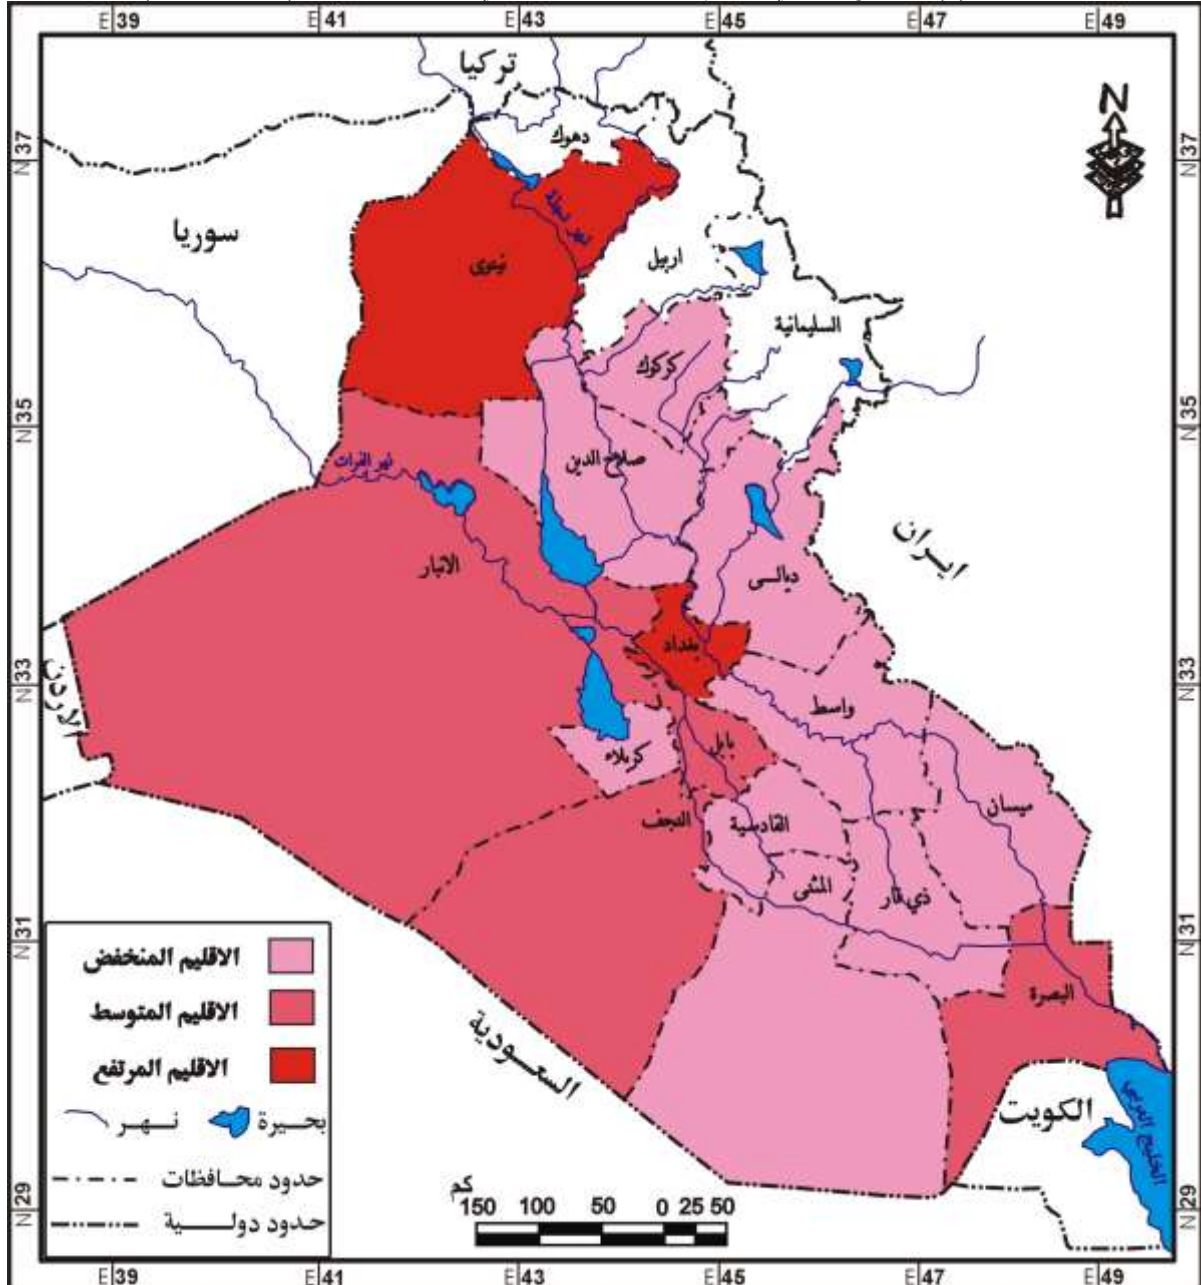 E39 E41 E43 E45 E47 E49
N
تركيا
دهوك
N37 N37
نهر دجلة
سوريا
نينوى
اربيل
السليمانية
كركوك
N35 N35
صلاح الدين
نهر الفرات
ايران
الانبار
ديالى
بغداد
N33 N33
الاردن
واسط
بابل
كربلاء
ميسان
النجف
القادسية
المثنى
ذي قار
N31 N31
البصرة
السعودية
الكويت
الخليج العربي
الاقليم المنخفض
الاقليم المتوسط
الاقليم المرتفع
بحيرة نهر
حدود محافظات
حدود دولية
N29 N29
كم
150 100 50 0 25 50
E39 E41 E43 E45 E47 E49